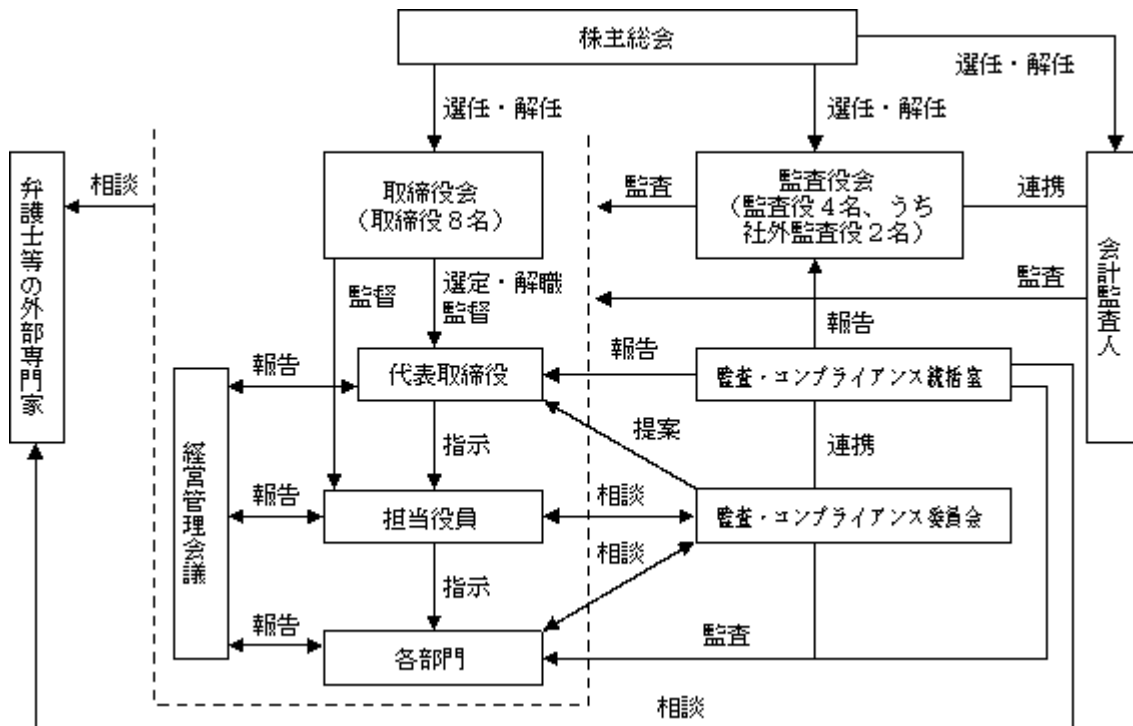 株主総会
選任・解任
選任・解任
選任・解任
弁護士等の外部専門家
相談
取締役会
（取締役８名）
監査
監査役会
（監査役４名、うち
社外監査役２名）
連携
会計監査人
監督
選定・解職
監督
監査
報告
報告
代表取締役
報告
監査・コンプライアンス統括室
経営管理会議
指示
提案
連携
報告
担当役員
相談
監査・コンプライアンス委員会
相談
指示
報告
各部門
監査
相談